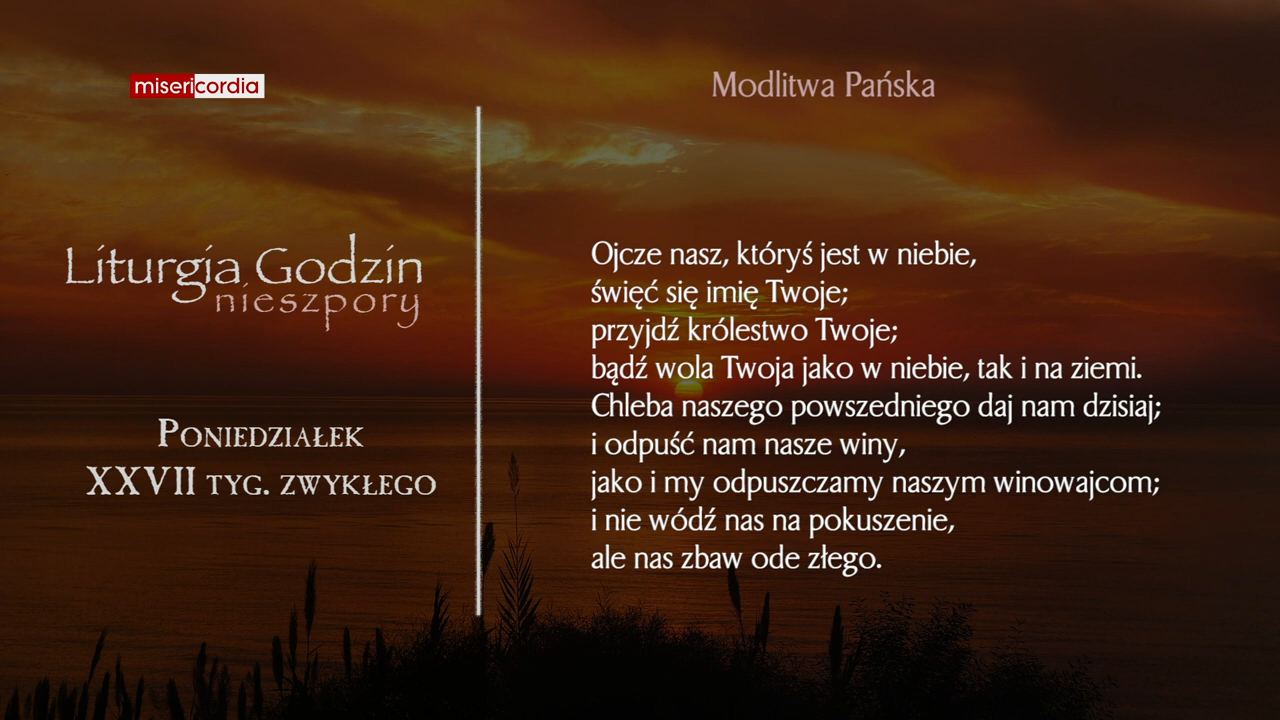 misericordia
Liturgia Godzin
nieszpory
Poniedziałek
XXVII tyg. zwykłego
Modlitwa Pańska
Ojcze nasz, któryś jest w niebie,
święć się imię Twoje;
przyjdź królestwo Twoje;
bądź wola Twoja jako w niebie, tak i na ziemi.
Chleba naszego powszedniego daj nam dzisiaj;
i odpuść nam nasze winy,
jako i my odpuszczamy naszym winowajcom;
i nie wódź nas na pokuszenie,
ale nas zbaw ode złego.